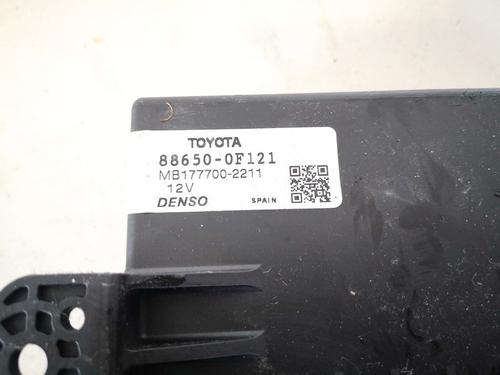 TOYOTA
88650-0F121
MB177700-2211
12V
DENSO SPAIN